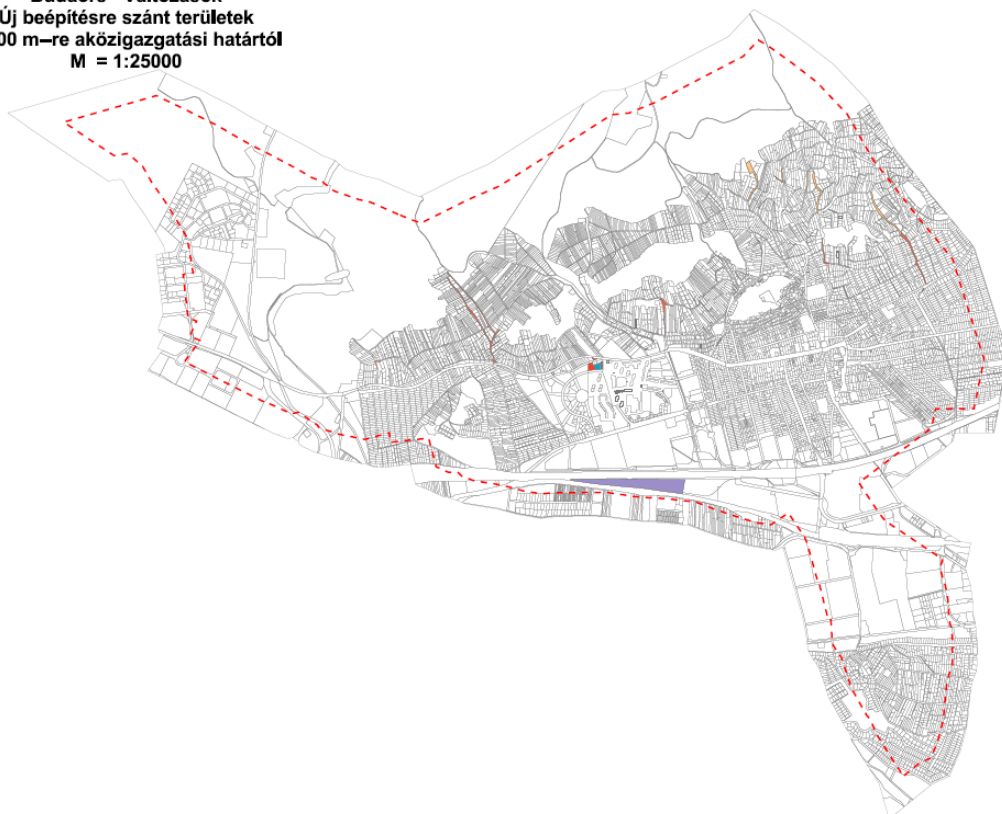 Budaörs - Változások
Új beépítésre szánt területek
00 m–re aközigazgatási határtól
M = 1:25000